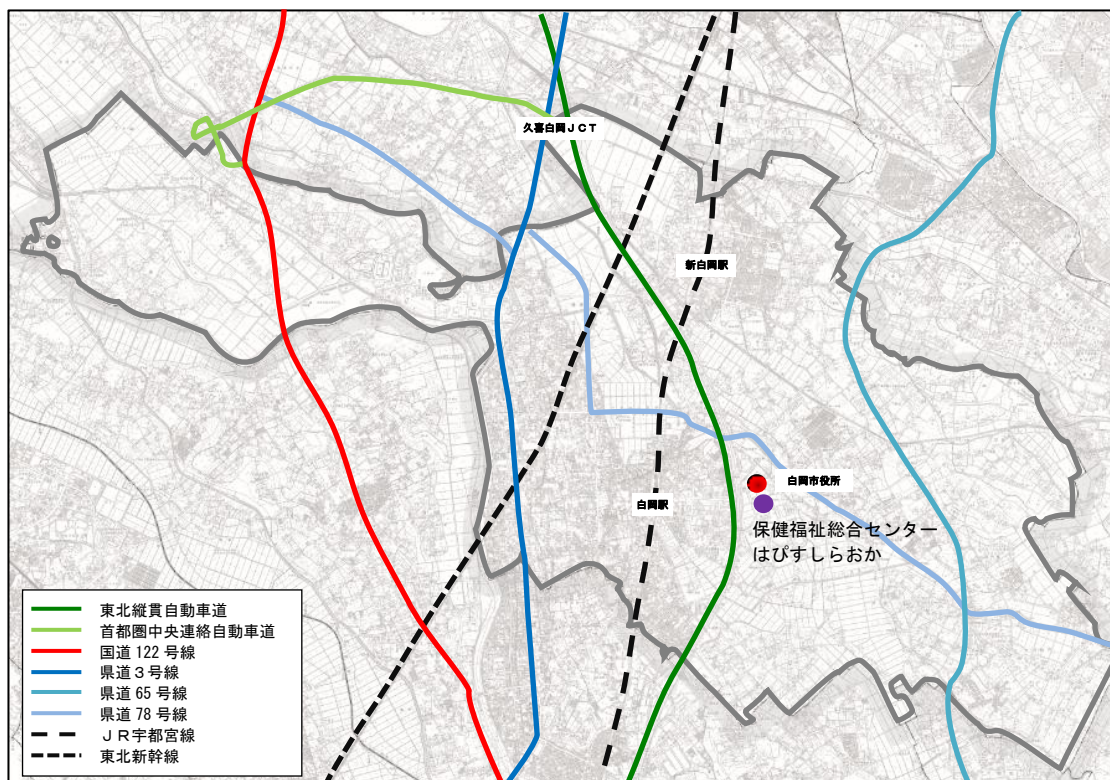 久喜白岡ＪＣＴ
新白岡駅
白岡市役所
白岡駅
保健福祉総合センター
はぴすしらおか
東北縦貫自動車道
首都圏中央連絡自動車道
国道 122 号線
県道３号線
県道 65 号線
県道 78 号線
ＪＲ宇都宮線
東北新幹線